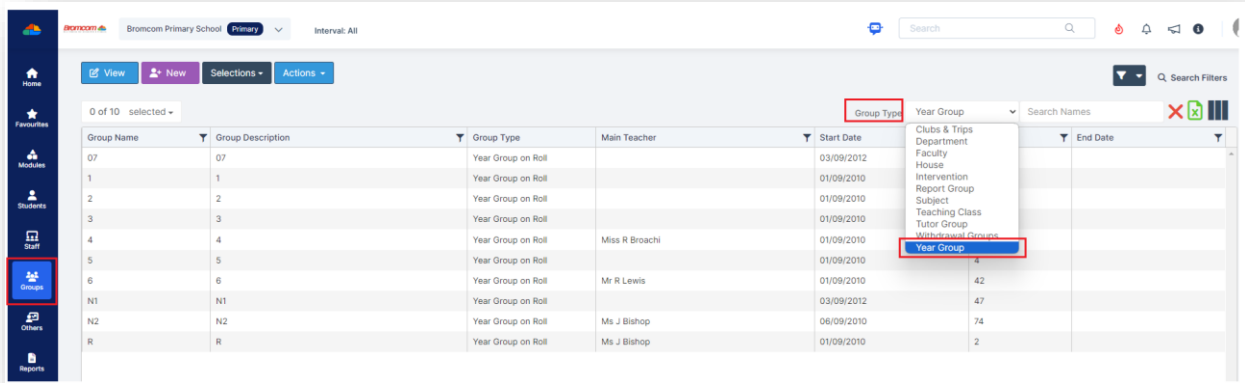 Bromcom Bromcom Primary School Primary Interval: All Search
Home
Favourites
Modules
Students
Staff
Groups
Others
Reports
View New Selections Actions Search Filters
0 of 10 selected Group Type Year Group Search Names
Clubs & Trips
Department
Faculty
House
Intervention
Report Group
Subject
Teaching Class
Tutor Group
Withdrawal Groups
Year Group
Group Name Group Description Group Type Main Teacher Start Date End Date
07 07 Year Group on Roll 03/09/2012
1 1 Year Group on Roll 01/09/2010
2 2 Year Group on Roll 01/09/2010
3 3 Year Group on Roll 01/09/2010
4 4 Year Group on Roll Miss R Broachi 01/09/2010
5 5 Year Group on Roll 01/09/2010 4
6 6 Year Group on Roll Mr R Lewis 01/09/2010 42
N1 N1 Year Group on Roll 03/09/2012 47
N2 N2 Year Group on Roll Ms J Bishop 06/09/2010 74
R R Year Group on Roll Ms J Bishop 01/09/2010 2